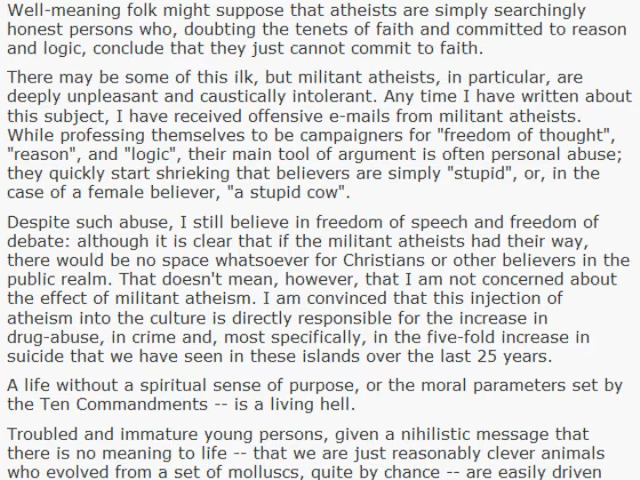 Well-meaning folk might suppose that atheists are simply searchingly
honest persons who, doubting the tenets of faith and committed to reason
and logic, conclude that they just cannot commit to faith.
There may be some of this ilk, but militant atheists, in particular, are
deeply unpleasant and caustically intolerant. Any time I have written about
this subject, I have received offensive e-mails from militant atheists.
While professing themselves to be campaigners for "freedom of thought",
"reason", and "logic", their main tool of argument is often personal abuse;
they quickly start shrieking that believers are simply "stupid", or, in the
case of a female believer, "a stupid cow".
Despite such abuse, I still believe in freedom of speech and freedom of
debate: although it is clear that if the militant atheists had their way,
there would be no space whatsoever for Christians or other believers in the
public realm. That doesn't mean, however, that I am not concerned about
the effect of militant atheism. I am convinced that this injection of
atheism into the culture is directly responsible for the increase in
drug-abuse, in crime and, most specifically, in the five-fold increase in
suicide that we have seen in these islands over the last 25 years.
A life without a spiritual sense of purpose, or the moral parameters set by
the Ten Commandments -- is a living hell.
Troubled and immature young persons, given a nihilistic message that
there is no meaning to life -- that we are just reasonably clever animals
who evolved from a set of molluscs, quite by chance -- are easily driven